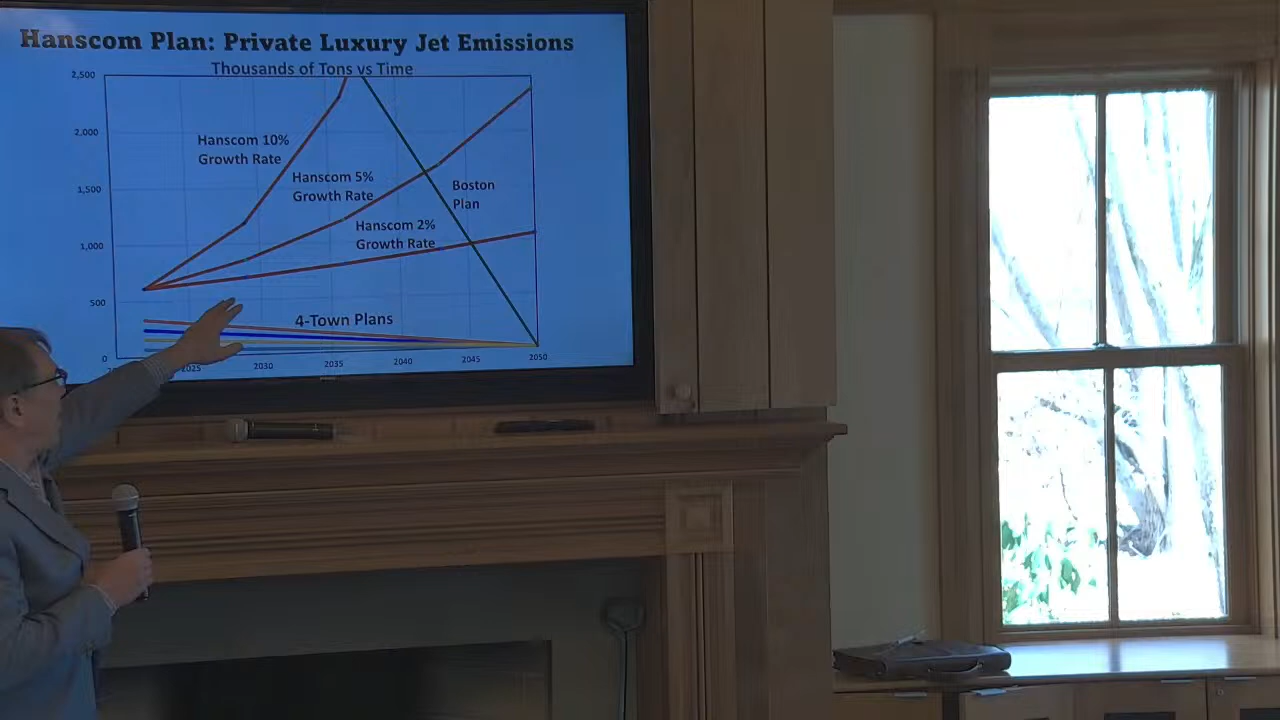 Hanscom Plan: Private Luxury Jet Emissions
Thousands of Tons vs Time
2,500
2,000
1,500
1,000
500
0
Hanscom 10%
Growth Rate
Hanscom 5%
Growth Rate
Boston
Plan
Hanscom 2%
Growth Rate
4-Town Plans
2025
2030
2035
2040
2045
2050